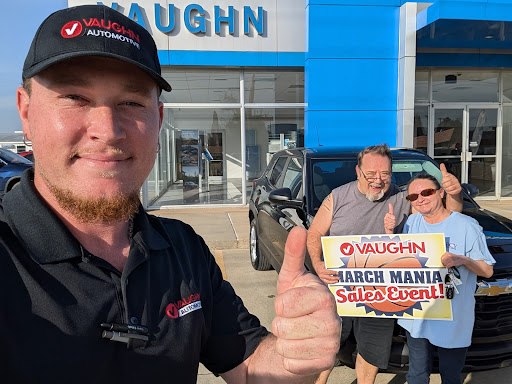 VAUGHN
VAUGHN
AUTOMOTIVE
VAUGHN
AUTOMOTIVE
VAUGHN
MARCH MANIA
Sales Event!